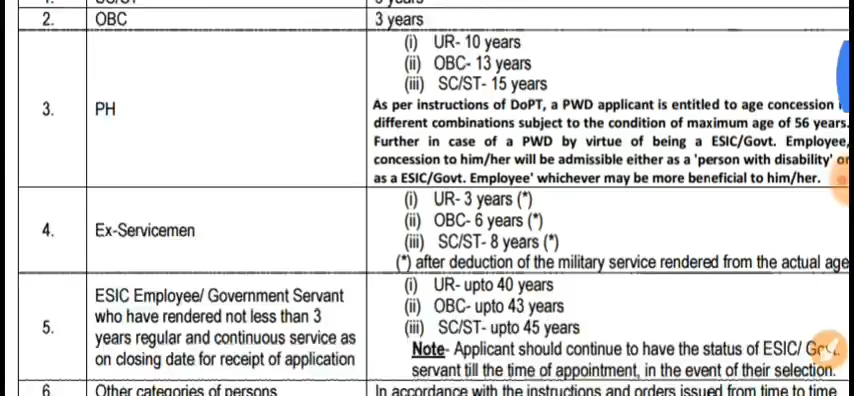 2. OBC 3 years
3. PH (i) UR- 10 years
(ii) OBC- 13 years
(iii) SC/ST- 15 years
As per instructions of DoPT, a PWD applicant is entitled to age concession
different combinations subject to the condition of maximum age of 56 years.
Further in case of a PWD by virtue of being a ESIC/Govt. Employee,
concession to him/her will be admissible either as a 'person with disability' or
as a ESIC/Govt. Employee' whichever may be more beneficial to him/her.
4. Ex-Servicemen (i) UR- 3 years (*)
(ii) OBC- 6 years (*)
(iii) SC/ST- 8 years (*)
(*) after deduction of the military service rendered from the actual age
5. ESIC Employee/ Government Servant
who have rendered not less than 3
years regular and continuous service as
on closing date for receipt of application
(i) UR- upto 40 years
(ii) OBC- upto 43 years
(iii) SC/ST- upto 45 years
Note- Applicant should continue to have the status of ESIC/
servant till the time of appointment, in the event of their selection.
6 Other categories of persons In accordance with the instructions and orders issued from time to time